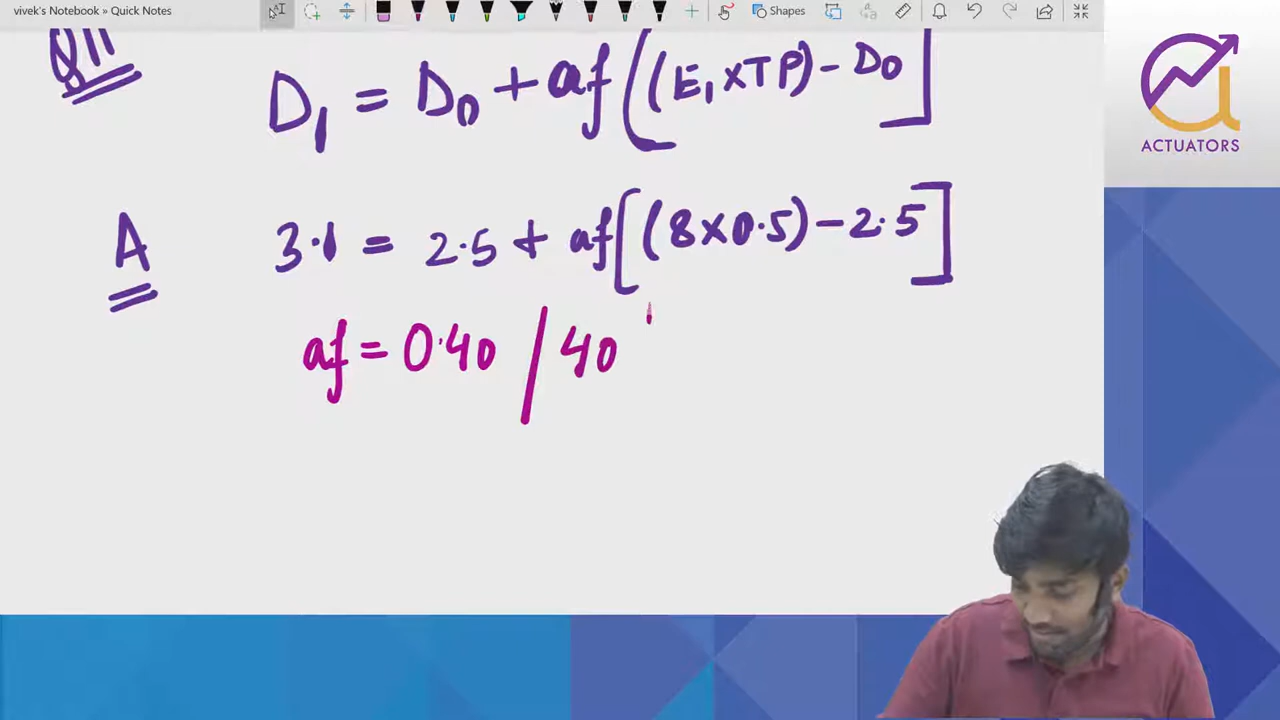 vivek's Notebook » Quick Notes
Shapes
ACTUATORS
Q11
D₁ = D₀ + af[(E₁ x TP) - D₀]
A
3.1 = 2.5 + af[(8 x 0.5) - 2.5]
af = 0.40 / 40